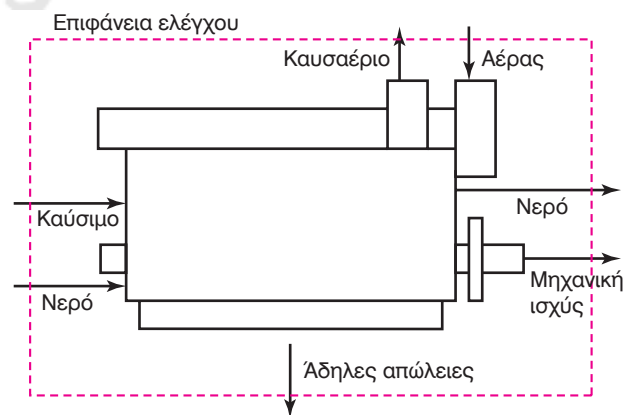 Επιφάνεια ελέγχου
Καυσαέριο
Αέρας
Καύσιμο
Νερό
Νερό
Μηχανική
ισχύς
Άδηλες απώλειες